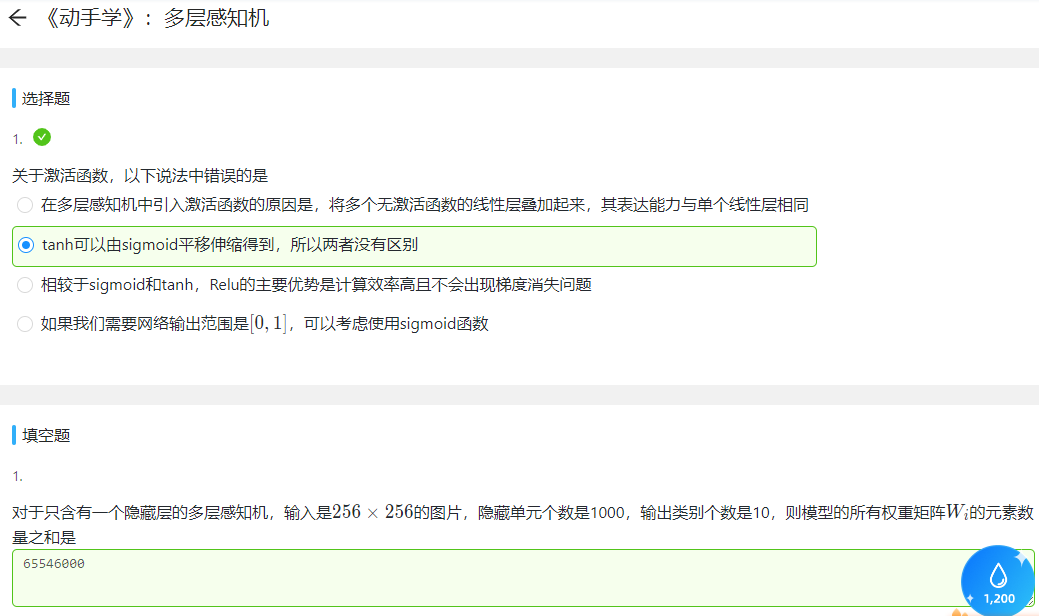 《动手学》：多层感知机
选择题
1.
关于激活函数，以下说法中错误的是
在多层感知机中引入激活函数的原因是，将多个无激活函数的线性层叠加起来，其表达能力与单个线性层相同
tanh可以由sigmoid平移伸缩得到，所以两者没有区别
相较于sigmoid和tanh，Relu的主要优势是计算效率高且不会出现梯度消失问题
如果我们需要网络输出范围是[0, 1]，可以考虑使用sigmoid函数
填空题
1.
对于只含有一个隐藏层的多层感知机，输入是256 × 256的图片，隐藏单元个数是1000，输出类别个数是10，则模型的所有权重矩阵W_i的元素数
量之和是
65546000
1,200